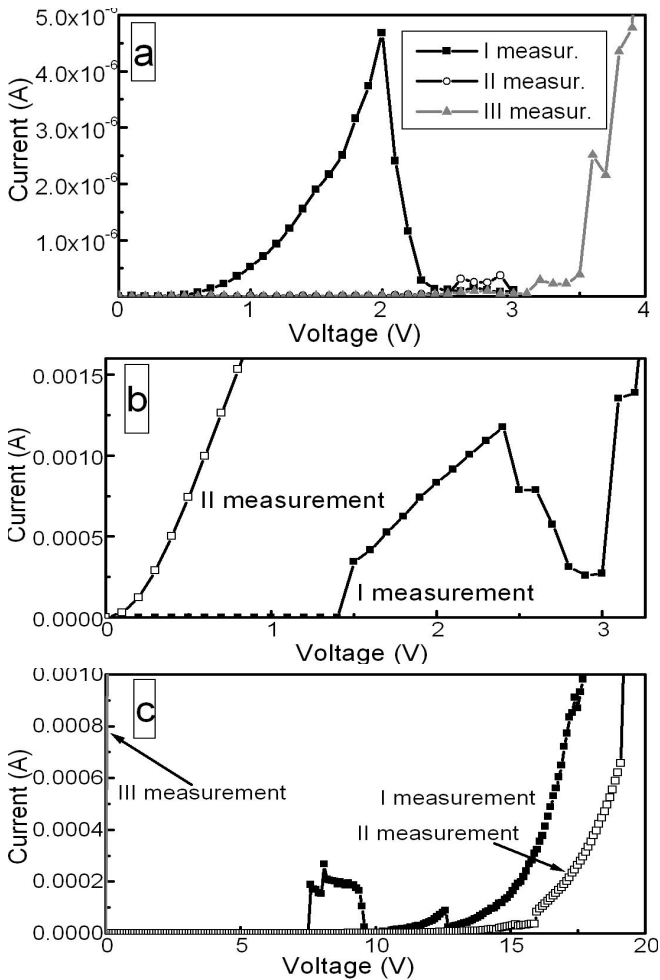 5.0x10⁻⁶
a
I measur.
II measur.
III measur.
4.0x10⁻⁶
3.0x10⁻⁶
2.0x10⁻⁶
1.0x10⁻⁶
Current (A)
0 1 2 3 4
Voltage (V)
0.0015
b
0.0010
II measurement
0.0005
I measurement
0.0000
Current (A)
1 2 3
Voltage (V)
0.0010
c
0.0008
0.0006
III measurement
I measurement
0.0004
II measurement
0.0002
0.0000
Current (A)
0 5 10 15 20
Voltage (V)